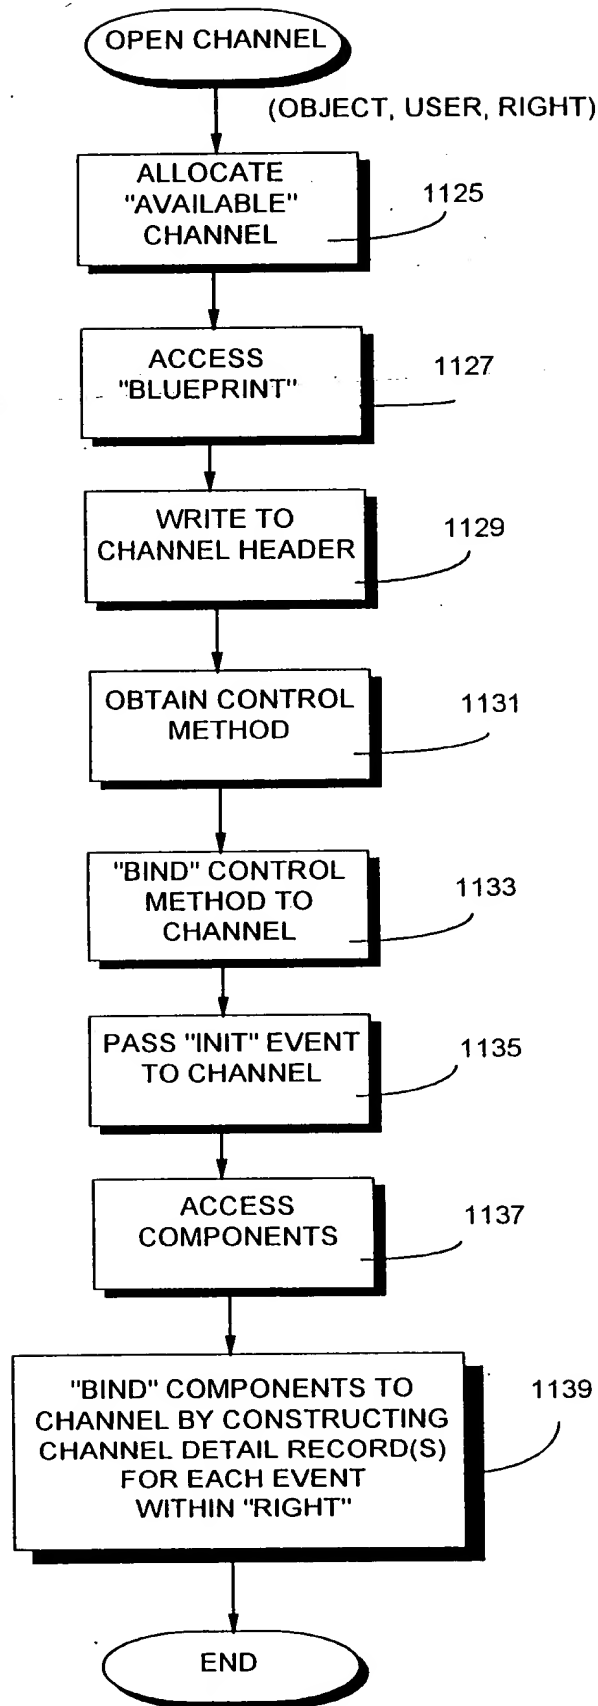 OPEN CHANNEL
(OBJECT, USER, RIGHT)
ALLOCATE
"AVAILABLE"
CHANNEL
1125
ACCESS
"BLUEPRINT"
1127
WRITE TO
CHANNEL HEADER
1129
OBTAIN CONTROL
METHOD
1131
"BIND" CONTROL
METHOD TO
CHANNEL
1133
PASS "INIT" EVENT
TO CHANNEL
1135
ACCESS
COMPONENTS
1137
"BIND" COMPONENTS TO
CHANNEL BY CONSTRUCTING
CHANNEL DETAIL RECORD(S)
FOR EACH EVENT
WITHIN "RIGHT"
1139
END